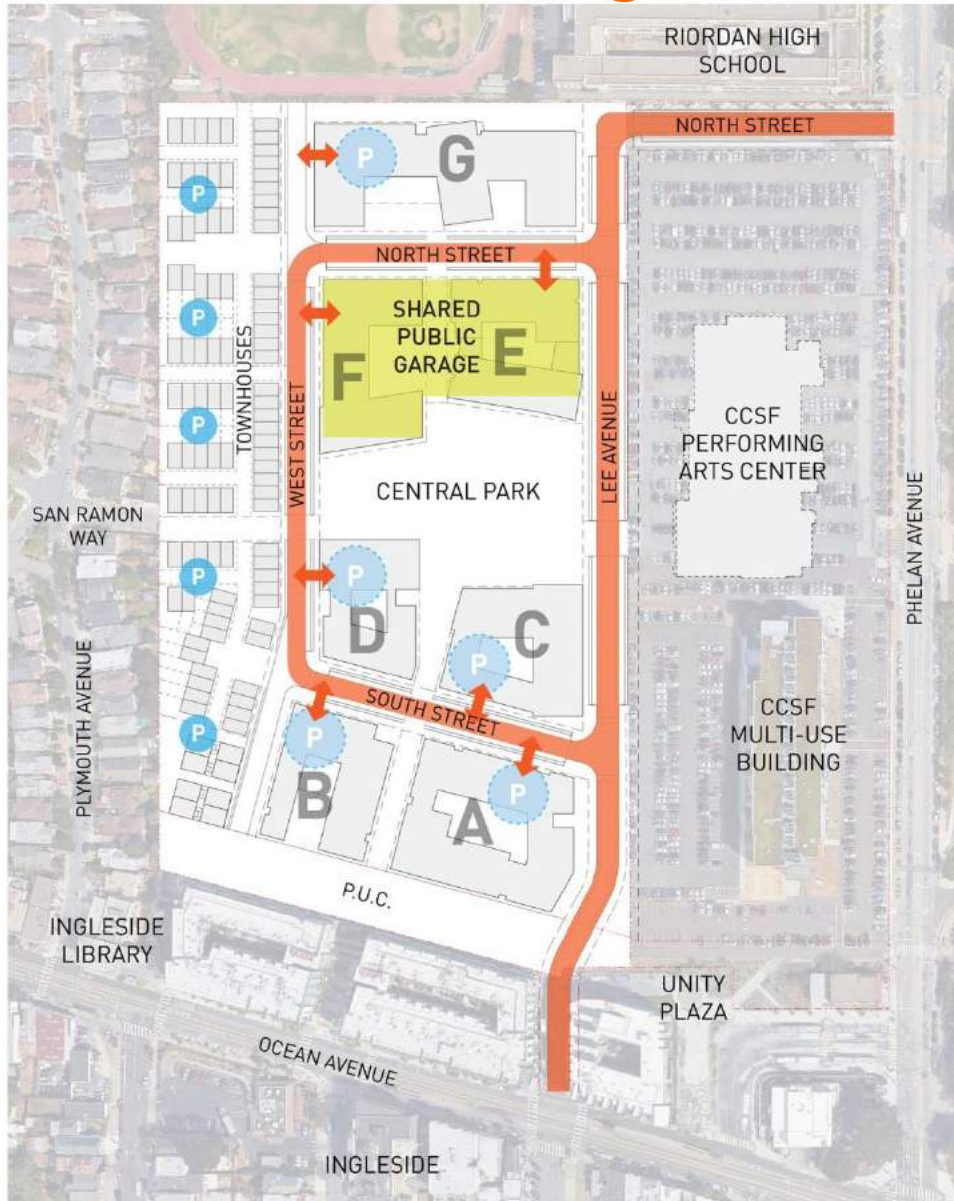 RIORDAN HIGH
SCHOOL
NORTH STREET
P
G
P
NORTH STREET
P
TOWNHOUSES
SHARED
PUBLIC
GARAGE
F
E
WEST STREET
LEE AVENUE
CCSF
PERFORMING
ARTS CENTER
PHELAN AVENUE
P
CENTRAL PARK
SAN RAMON
WAY
P
P
D
C
P
SOUTH STREET
PLYMOUTH AVENUE
P
P
B
P
A
CCSF
MULTI-USE
BUILDING
P.U.C.
INGLESIDE
LIBRARY
UNITY
PLAZA
OCEAN AVENUE
INGLESIDE